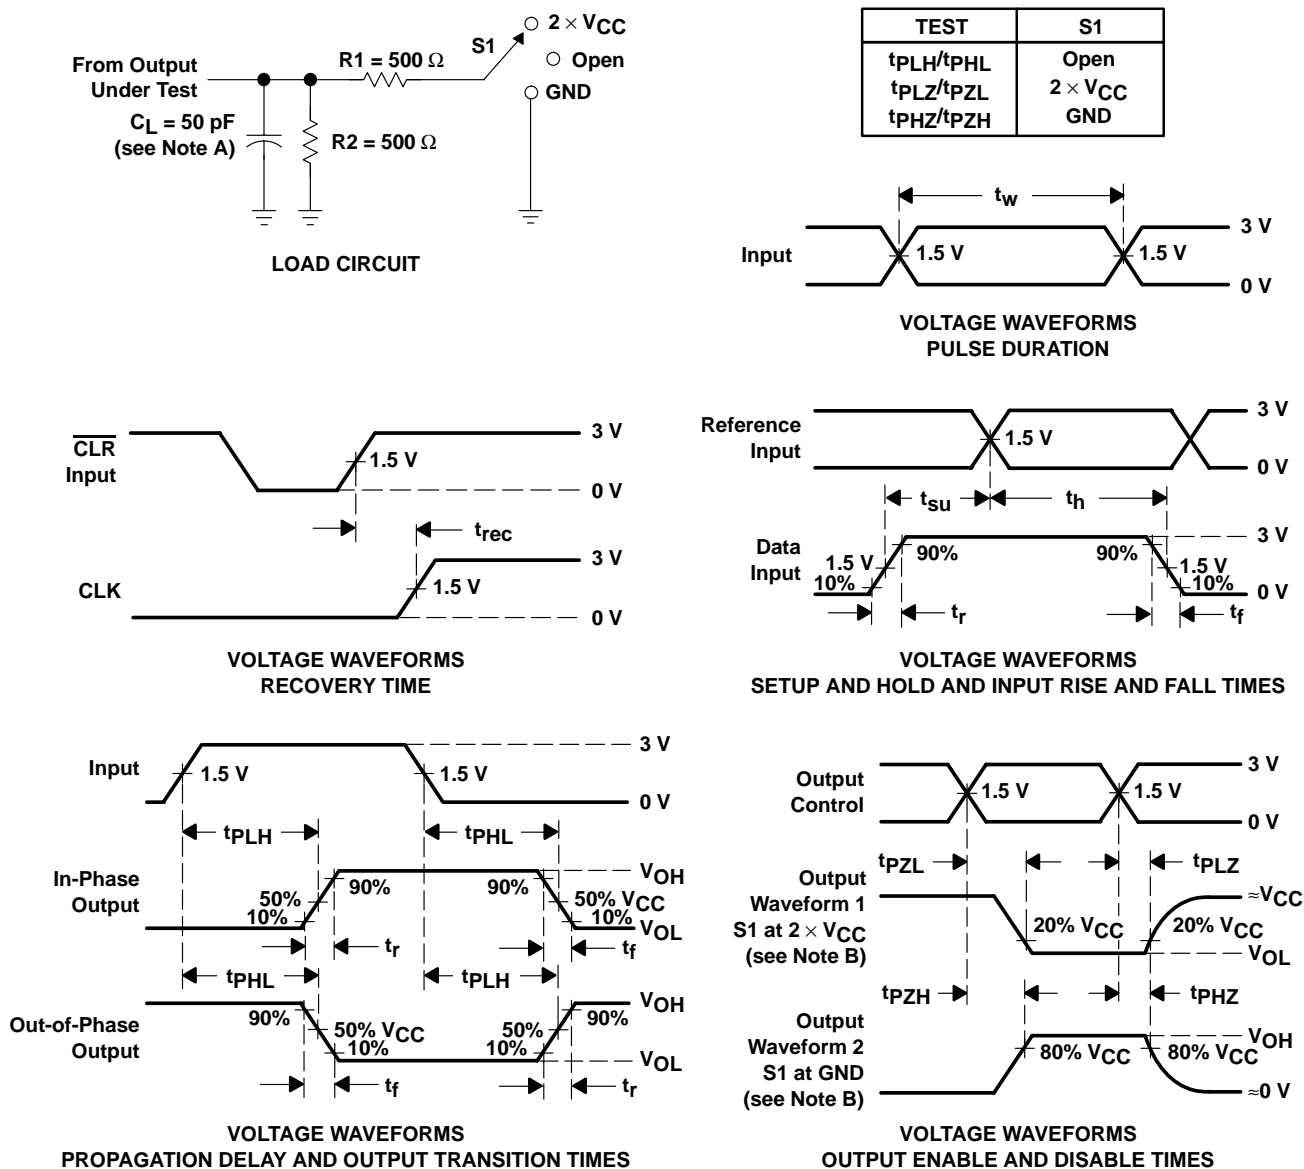 From Output
Under Test
CL = 50 pF
(see Note A)
R1 = 500 Ω
R2 = 500 Ω
S1
2 × VCC
Open
GND
LOAD CIRCUIT
TEST S1
tPLH/tPHL Open
tPLZ/tPZL 2 × VCC
tPHZ/tPZH GND
tw
Input
1.5 V
1.5 V
3 V
0 V
VOLTAGE WAVEFORMS
PULSE DURATION
CLR
Input
1.5 V
3 V
0 V
trec
CLK
1.5 V
3 V
0 V
VOLTAGE WAVEFORMS
RECOVERY TIME
Reference
Input
1.5 V
3 V
0 V
tsu
th
Data
Input
1.5 V
10%
90%
90%
1.5 V
10%
3 V
0 V
tr
tf
VOLTAGE WAVEFORMS
SETUP AND HOLD AND INPUT RISE AND FALL TIMES
Input
1.5 V
1.5 V
3 V
0 V
tPLH
tPHL
In-Phase
Output
50%
10%
90%
90%
50% VCC
10%
VOH
VOL
tr
tf
tPHL
tPLH
Out-of-Phase
Output
90%
50% VCC
10%
50%
10%
90%
VOH
VOL
tf
tr
VOLTAGE WAVEFORMS
PROPAGATION DELAY AND OUTPUT TRANSITION TIMES
Output
Control
1.5 V
1.5 V
3 V
0 V
tPZL
tPLZ
Output
Waveform 1
S1 at 2 × VCC
(see Note B)
20% VCC
20% VCC
≈VCC
VOL
tPZH
tPHZ
Output
Waveform 2
S1 at GND
(see Note B)
80% VCC
80% VCC
VOH
≈0 V
VOLTAGE WAVEFORMS
OUTPUT ENABLE AND DISABLE TIMES